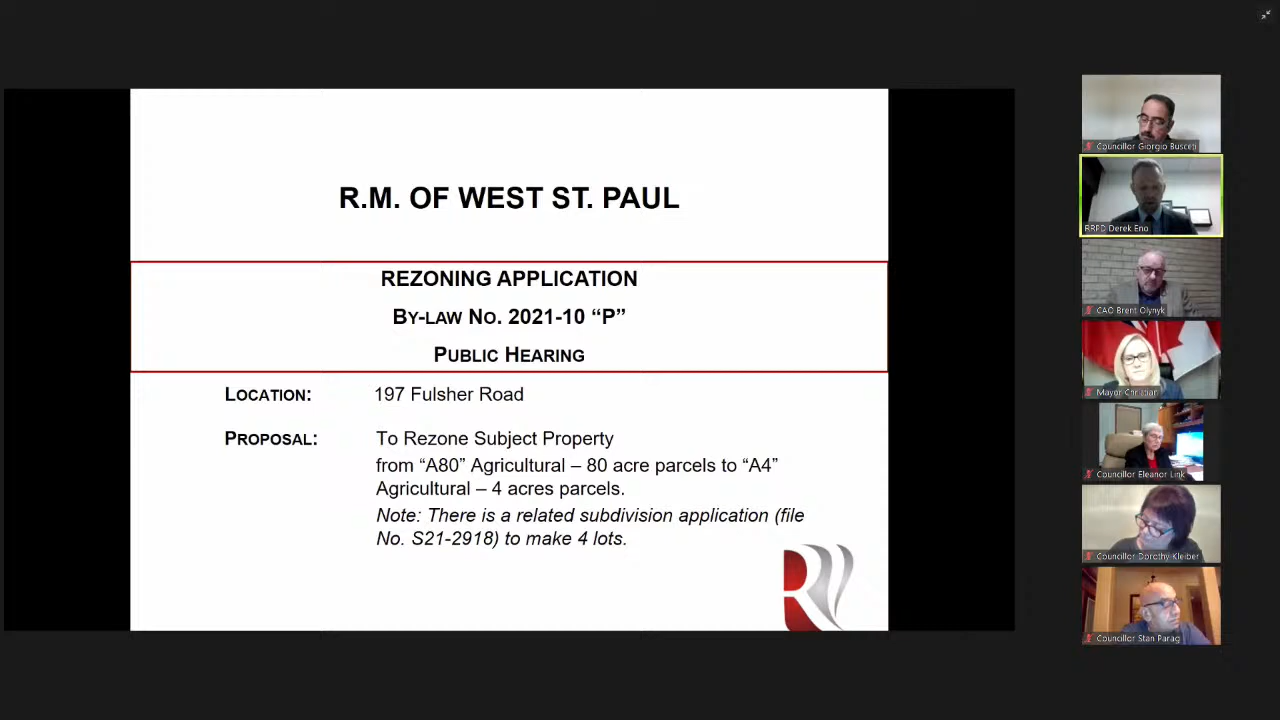 R.M. OF WEST ST. PAUL
REZONING APPLICATION
BY-LAW NO. 2021-10 “P”
PUBLIC HEARING
LOCATION: 197 Fulsher Road
PROPOSAL: To Rezone Subject Property
from “A80” Agricultural – 80 acre parcels to “A4”
Agricultural – 4 acres parcels.
Note: There is a related subdivision application (file
No. S21-2918) to make 4 lots.
Councillor Giorgio Busceti
RRPD Derek Eno
CAO Brent Olynyk
Mayor Christian
Councillor Eleanor Link
Councillor Dorothy Kleiber
Councillor Stan Parag